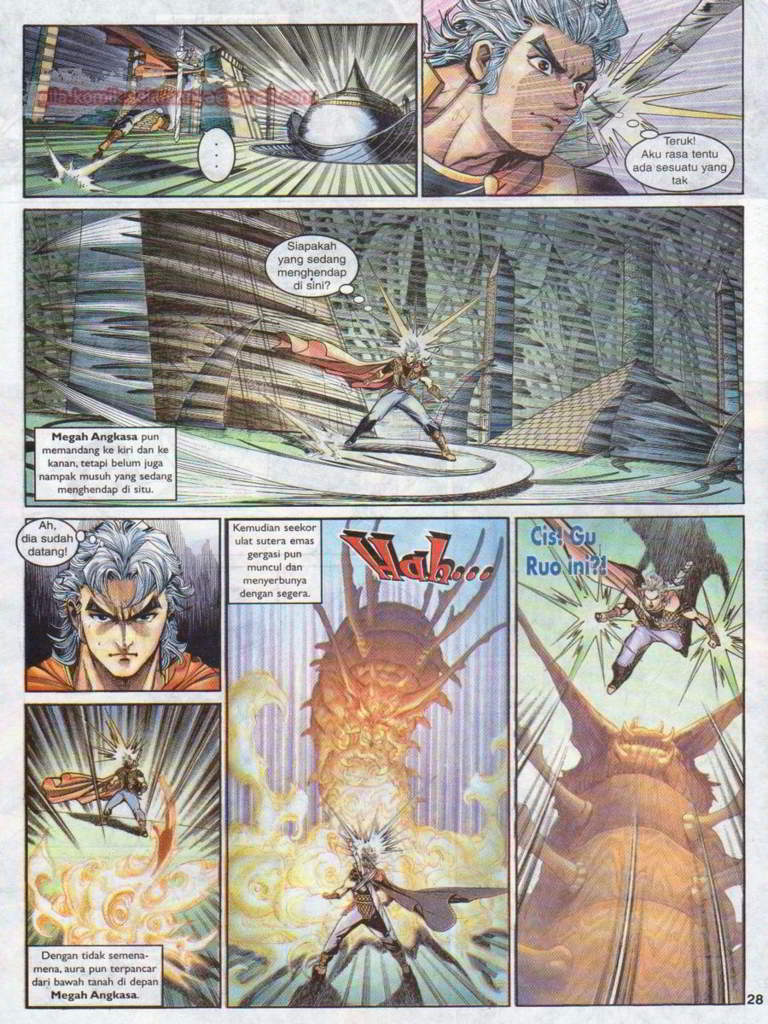 . . .
Teruk!
Aku rasa tentu
ada sesuatu yang
tak
Siapakah
yang sedang
menghendap
di sini?
Megah Angkasa pun
memandang ke kiri dan ke
kanan, tetapi belum juga
nampak musuh yang sedang
menghendap di situ.
Ah,
dia sudah
datang!
Dengan tidak semena-
mena, aura pun terpancar
dari bawah tanah di depan
Megah Angkasa.
Kemudian seekor
ulat sutera emas
gergasi pun
muncul dan
menyerbunya
dengan segera.
Hah...
Cis! Gu
Ruo ini?!
28